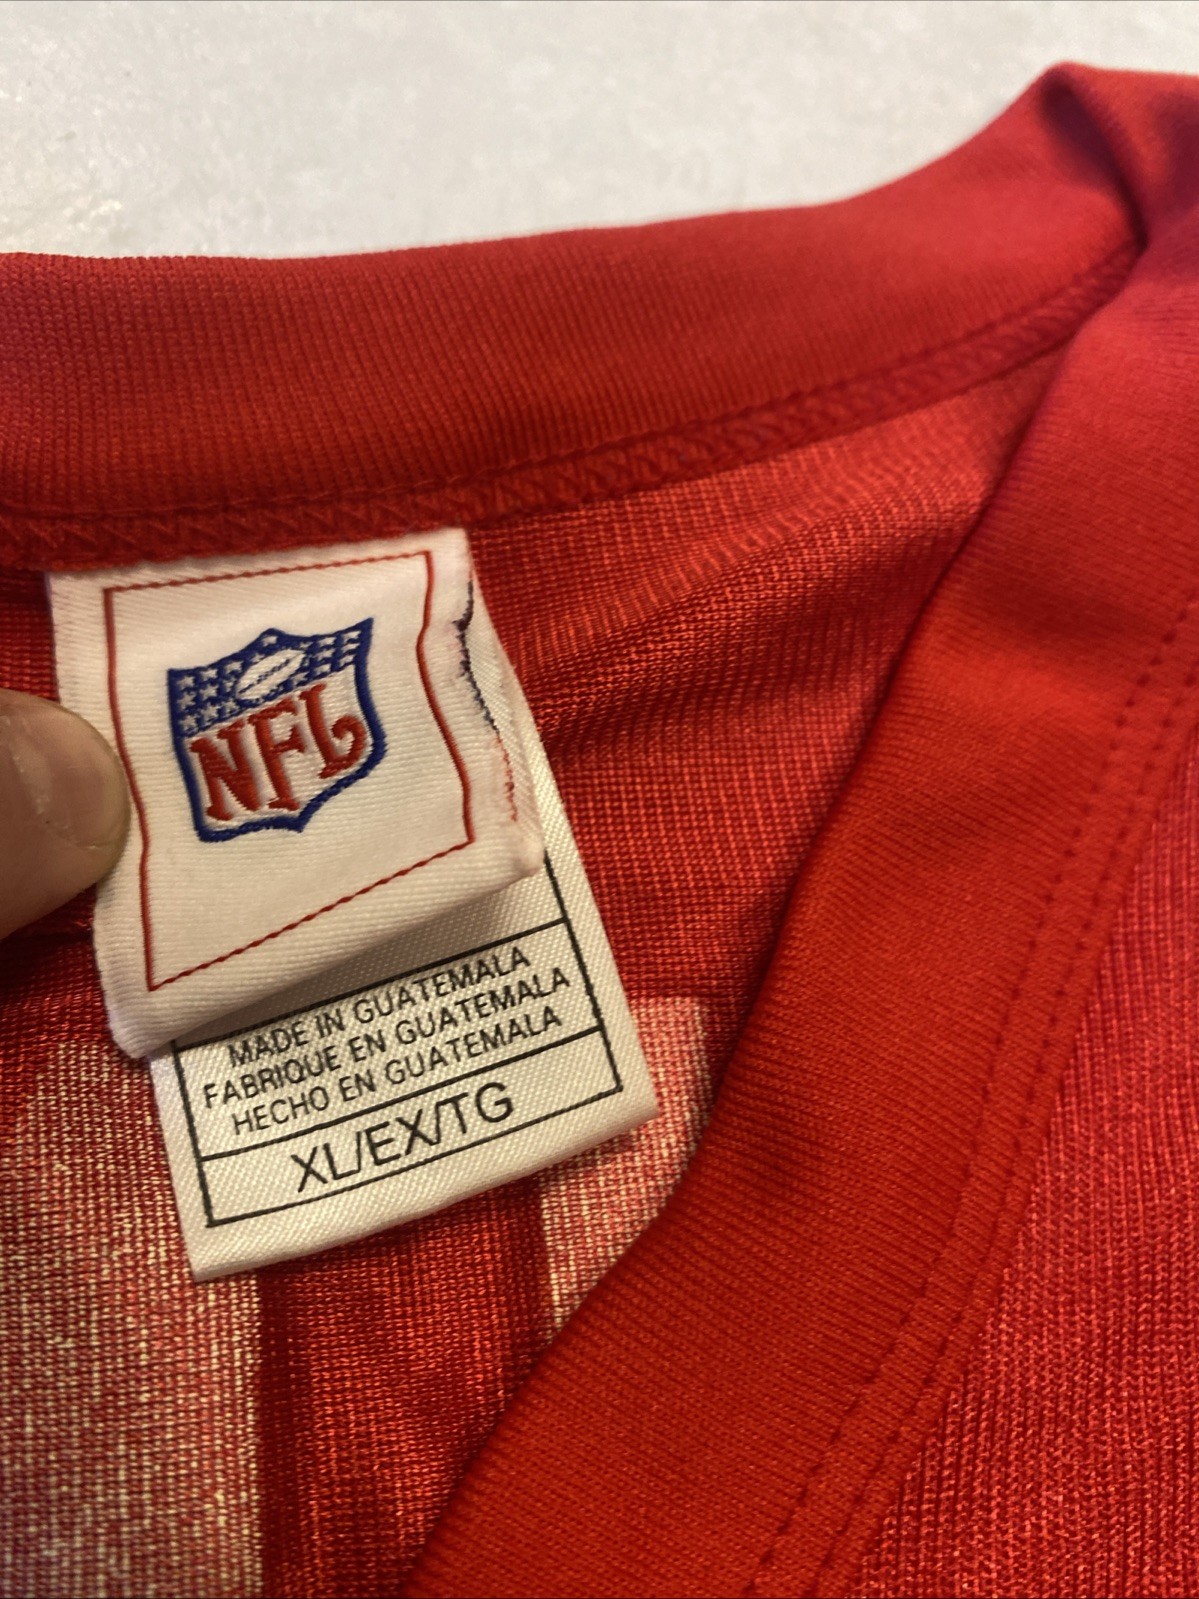 NFL
MADE IN GUATEMALA
FABRIQUE EN GUATEMALA
HECHO EN GUATEMALA
XL/EX/TG